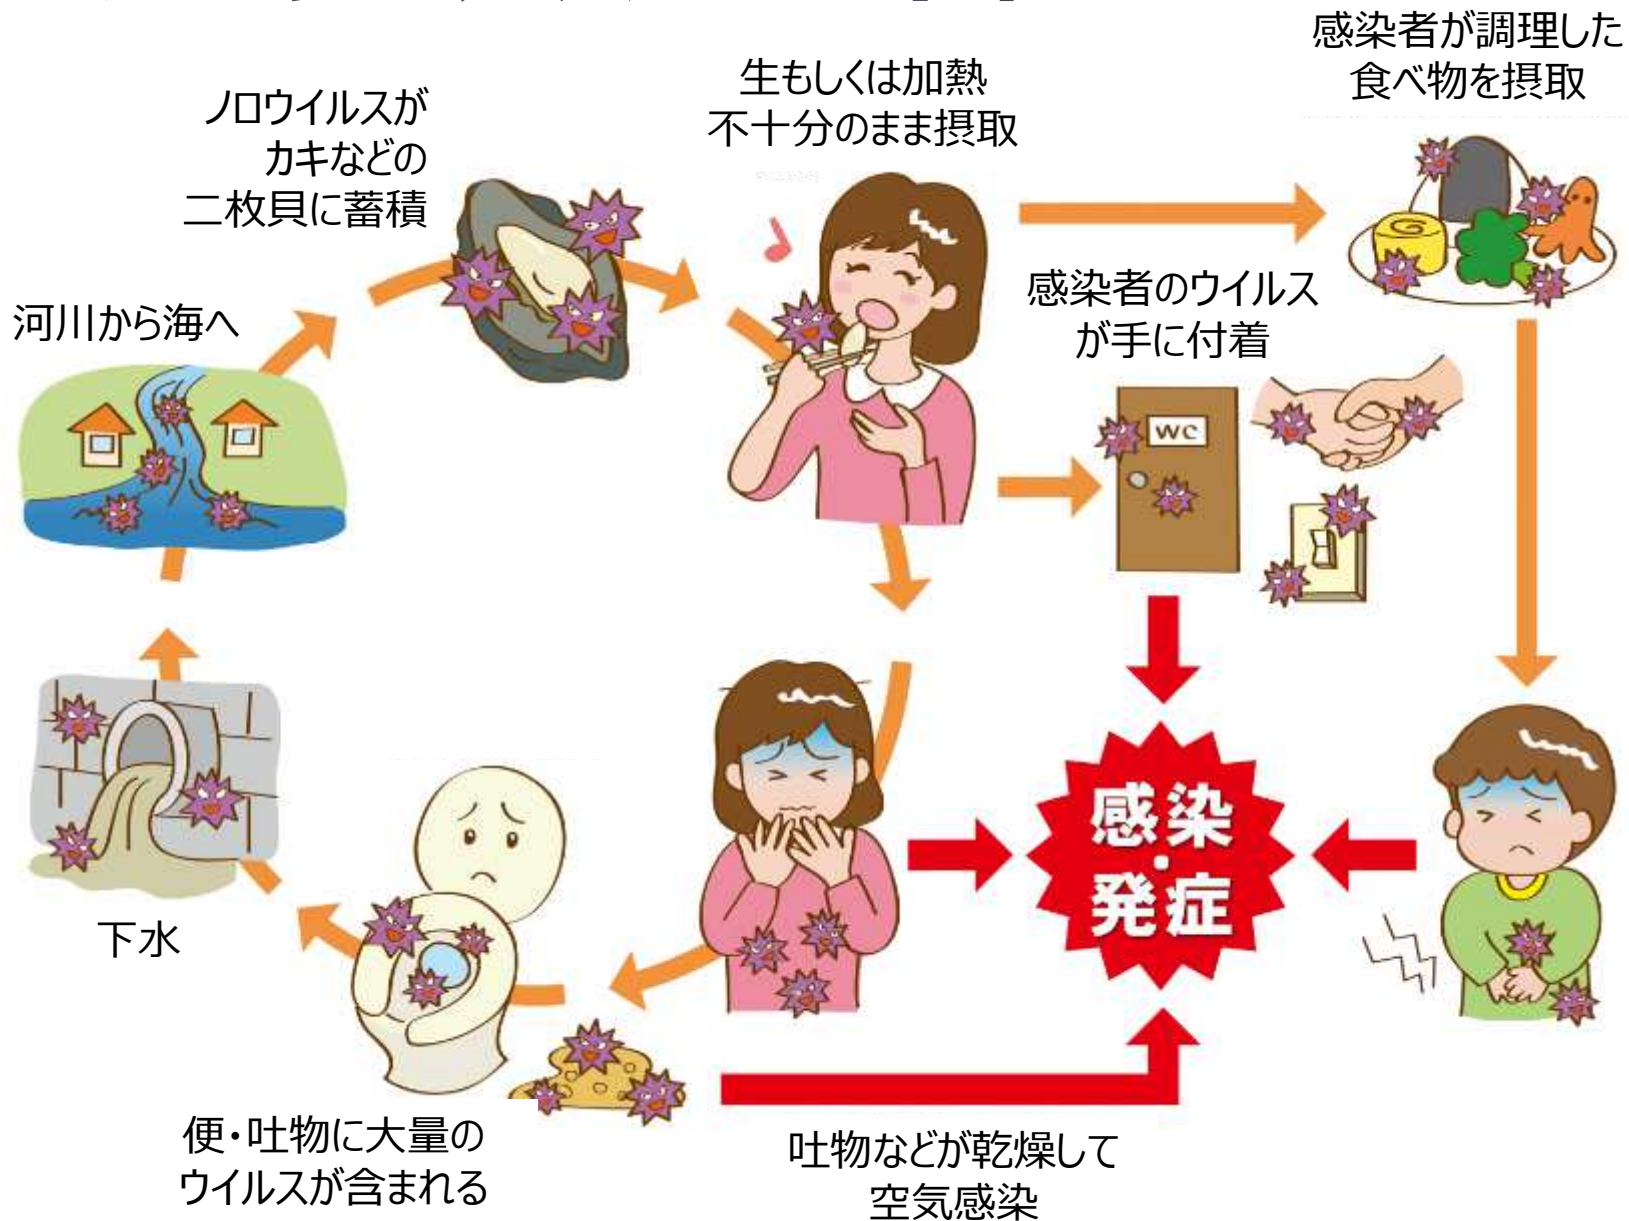 感染者が調理した
食べ物を摂取
生もしくは加熱
不十分のまま摂取
ノロウイルスが
カキなどの
二枚貝に蓄積
感染者のウイルス
が手に付着
河川から海へ
WC
感染
・
発症
下水
便・吐物に大量の
ウイルスが含まれる
吐物などが乾燥して
空気感染